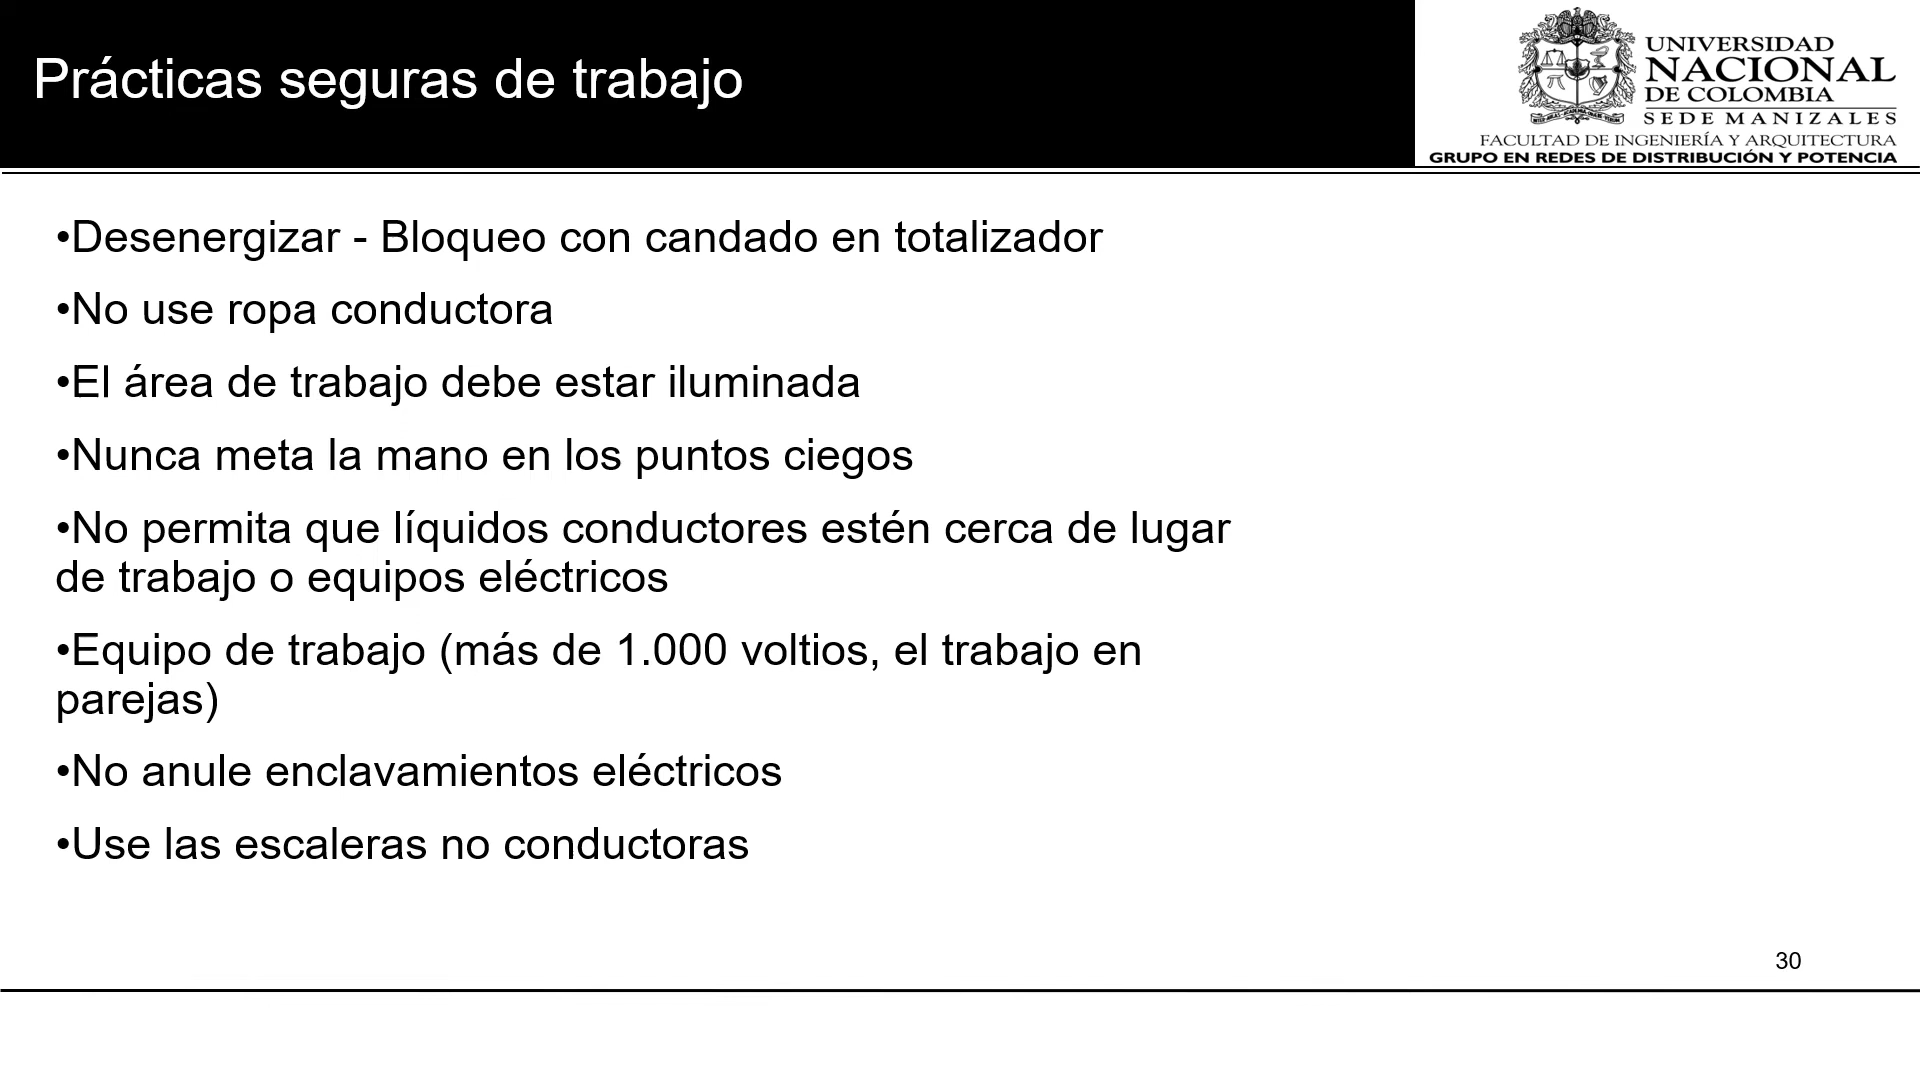 Prácticas seguras de trabajo
UNIVERSIDAD
NACIONAL
DE COLOMBIA
SEDE MANIZALES
FACULTAD DE INGENIERÍA Y ARQUITECTURA
GRUPO EN REDES DE DISTRIBUCIÓN Y POTENCIA
•Desenergizar - Bloqueo con candado en totalizador
•No use ropa conductora
•El área de trabajo debe estar iluminada
•Nunca meta la mano en los puntos ciegos
•No permita que líquidos conductores estén cerca de lugar
de trabajo o equipos eléctricos
•Equipo de trabajo (más de 1.000 voltios, el trabajo en
parejas)
•No anule enclavamientos eléctricos
•Use las escaleras no conductoras
30